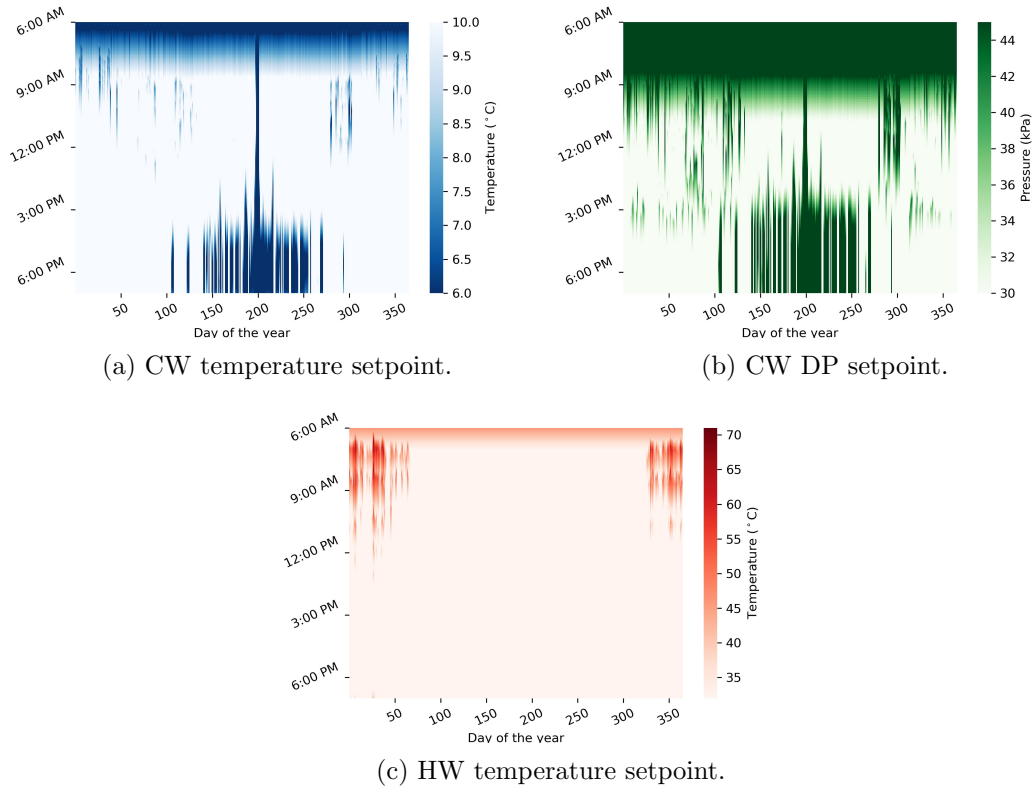 6:00 AM
9:00 AM
12:00 PM
3:00 PM
6:00 PM
50 100 150 200 250 300 350
Day of the year
10.0
9.5
9.0
8.5
8.0
7.5
7.0
6.5
6.0
Temperature (°C)
(a) CW temperature setpoint.
6:00 AM
9:00 AM
12:00 PM
3:00 PM
6:00 PM
50 100 150 200 250 300 350
Day of the year
44
42
40
38
36
34
32
30
Pressure (kPa)
(b) CW DP setpoint.
6:00 AM
9:00 AM
12:00 PM
3:00 PM
6:00 PM
50 100 150 200 250 300 350
Day of the year
70
65
60
55
50
45
40
35
Temperature (°C)
(c) HW temperature setpoint.